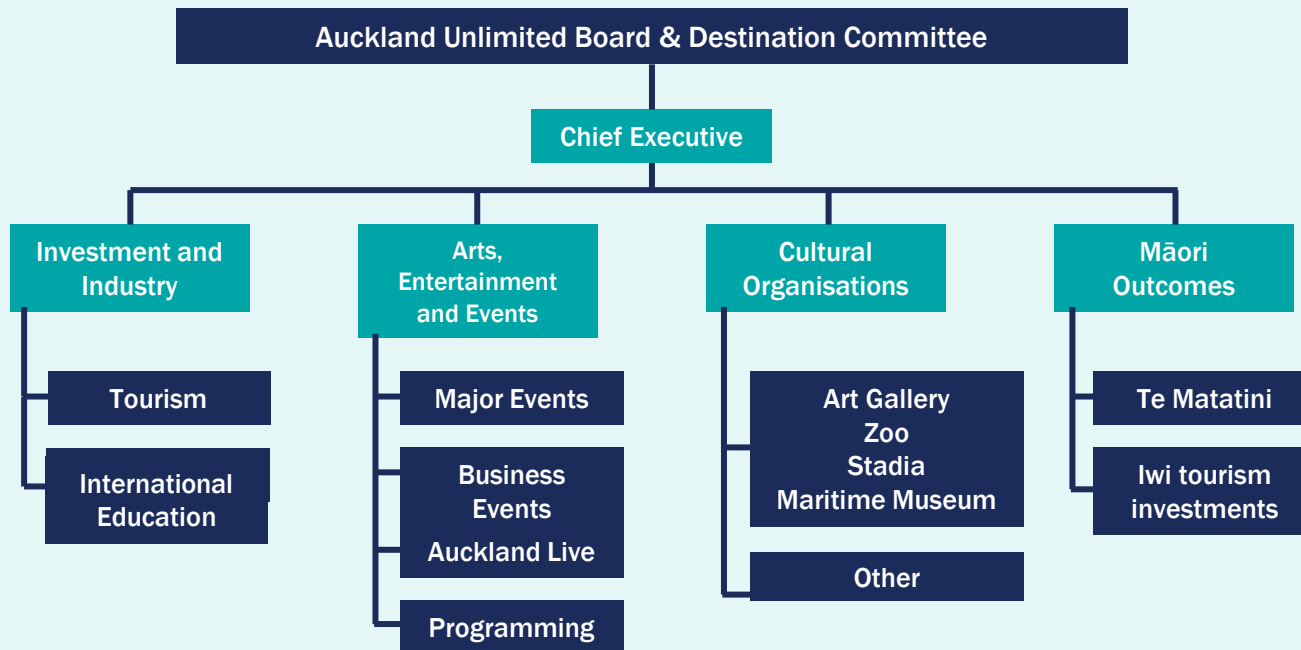 Auckland Unlimited Board & Destination Committee
Chief Executive
Investment and
Industry
Tourism
International
Education
Arts,
Entertainment
and Events
Major Events
Business
Events
Auckland Live
Programming
Cultural
Organisations
Art Gallery
Zoo
Stadia
Maritime Museum
Other
Māori
Outcomes
Te Matatini
Iwi tourism
investments